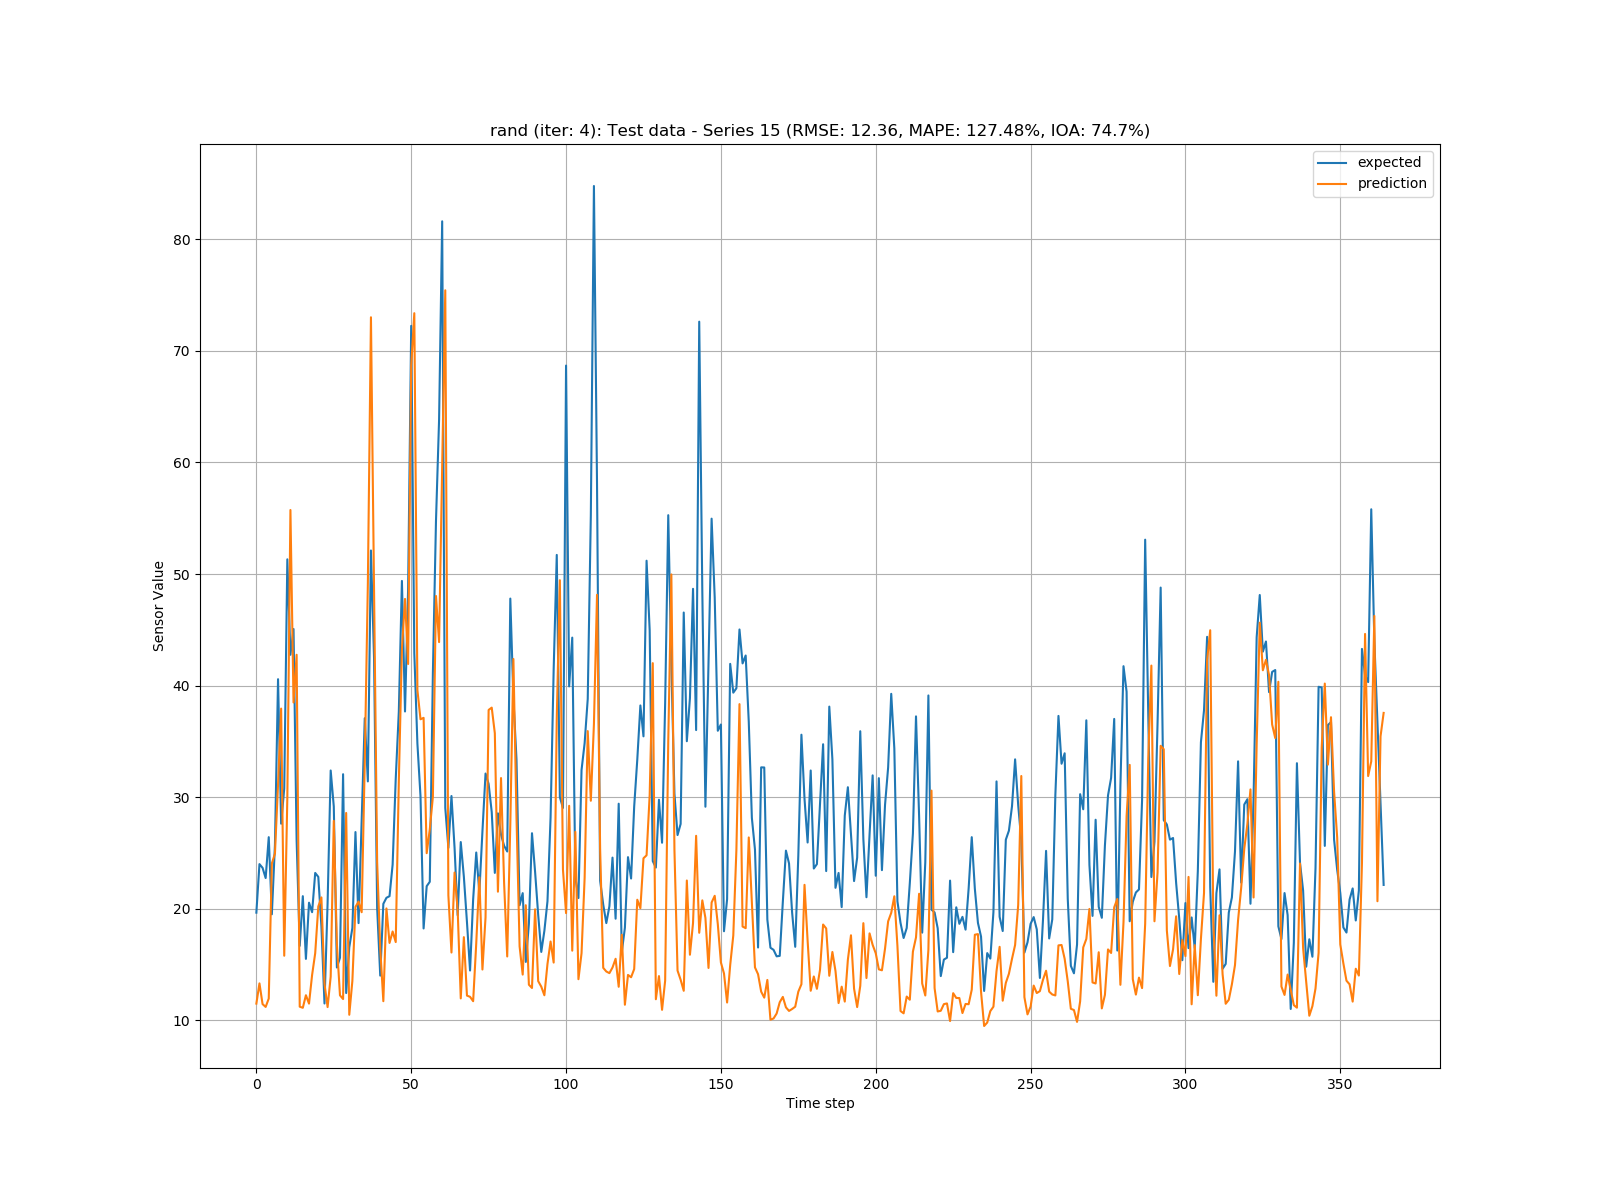 rand (iter: 4): Test data - Series 15 (RMSE: 12.36, MAPE: 127.48%, IOA: 74.7%)
expected
prediction
80
70
60
50
40
30
20
10
Sensor Value
0 50 100 150 200 250 300 350
Time step